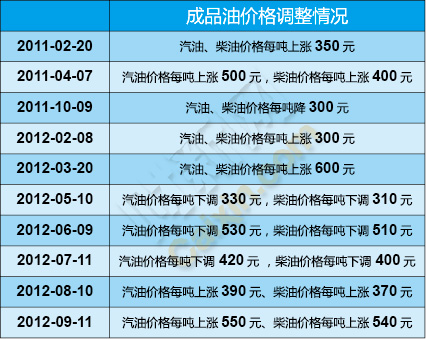 成品油价格调整情况
2011-02-20 汽油、柴油价格每吨上涨 350 元
2011-04-07 汽油价格每吨上涨 500 元，柴油价格每吨上涨 400 元
2011-10-09 汽油、柴油价格每吨降 300 元
2012-02-08 汽油、柴油价格每吨上涨 300 元
2012-03-20 汽油、柴油价格每吨上涨 600 元
2012-05-10 汽油价格每吨下调 330 元，柴油价格每吨下调 310 元
2012-06-09 汽油价格每吨下调 530 元，柴油价格每吨下调 510 元
2012-07-11 汽油价格每吨下调 420 元 ，柴油价格每吨下调 400 元
2012-08-10 汽油价格每吨上涨 390 元、柴油价格每吨上涨 370 元
2012-09-11 汽油价格每吨上涨 550 元、柴油价格每吨上涨 540 元